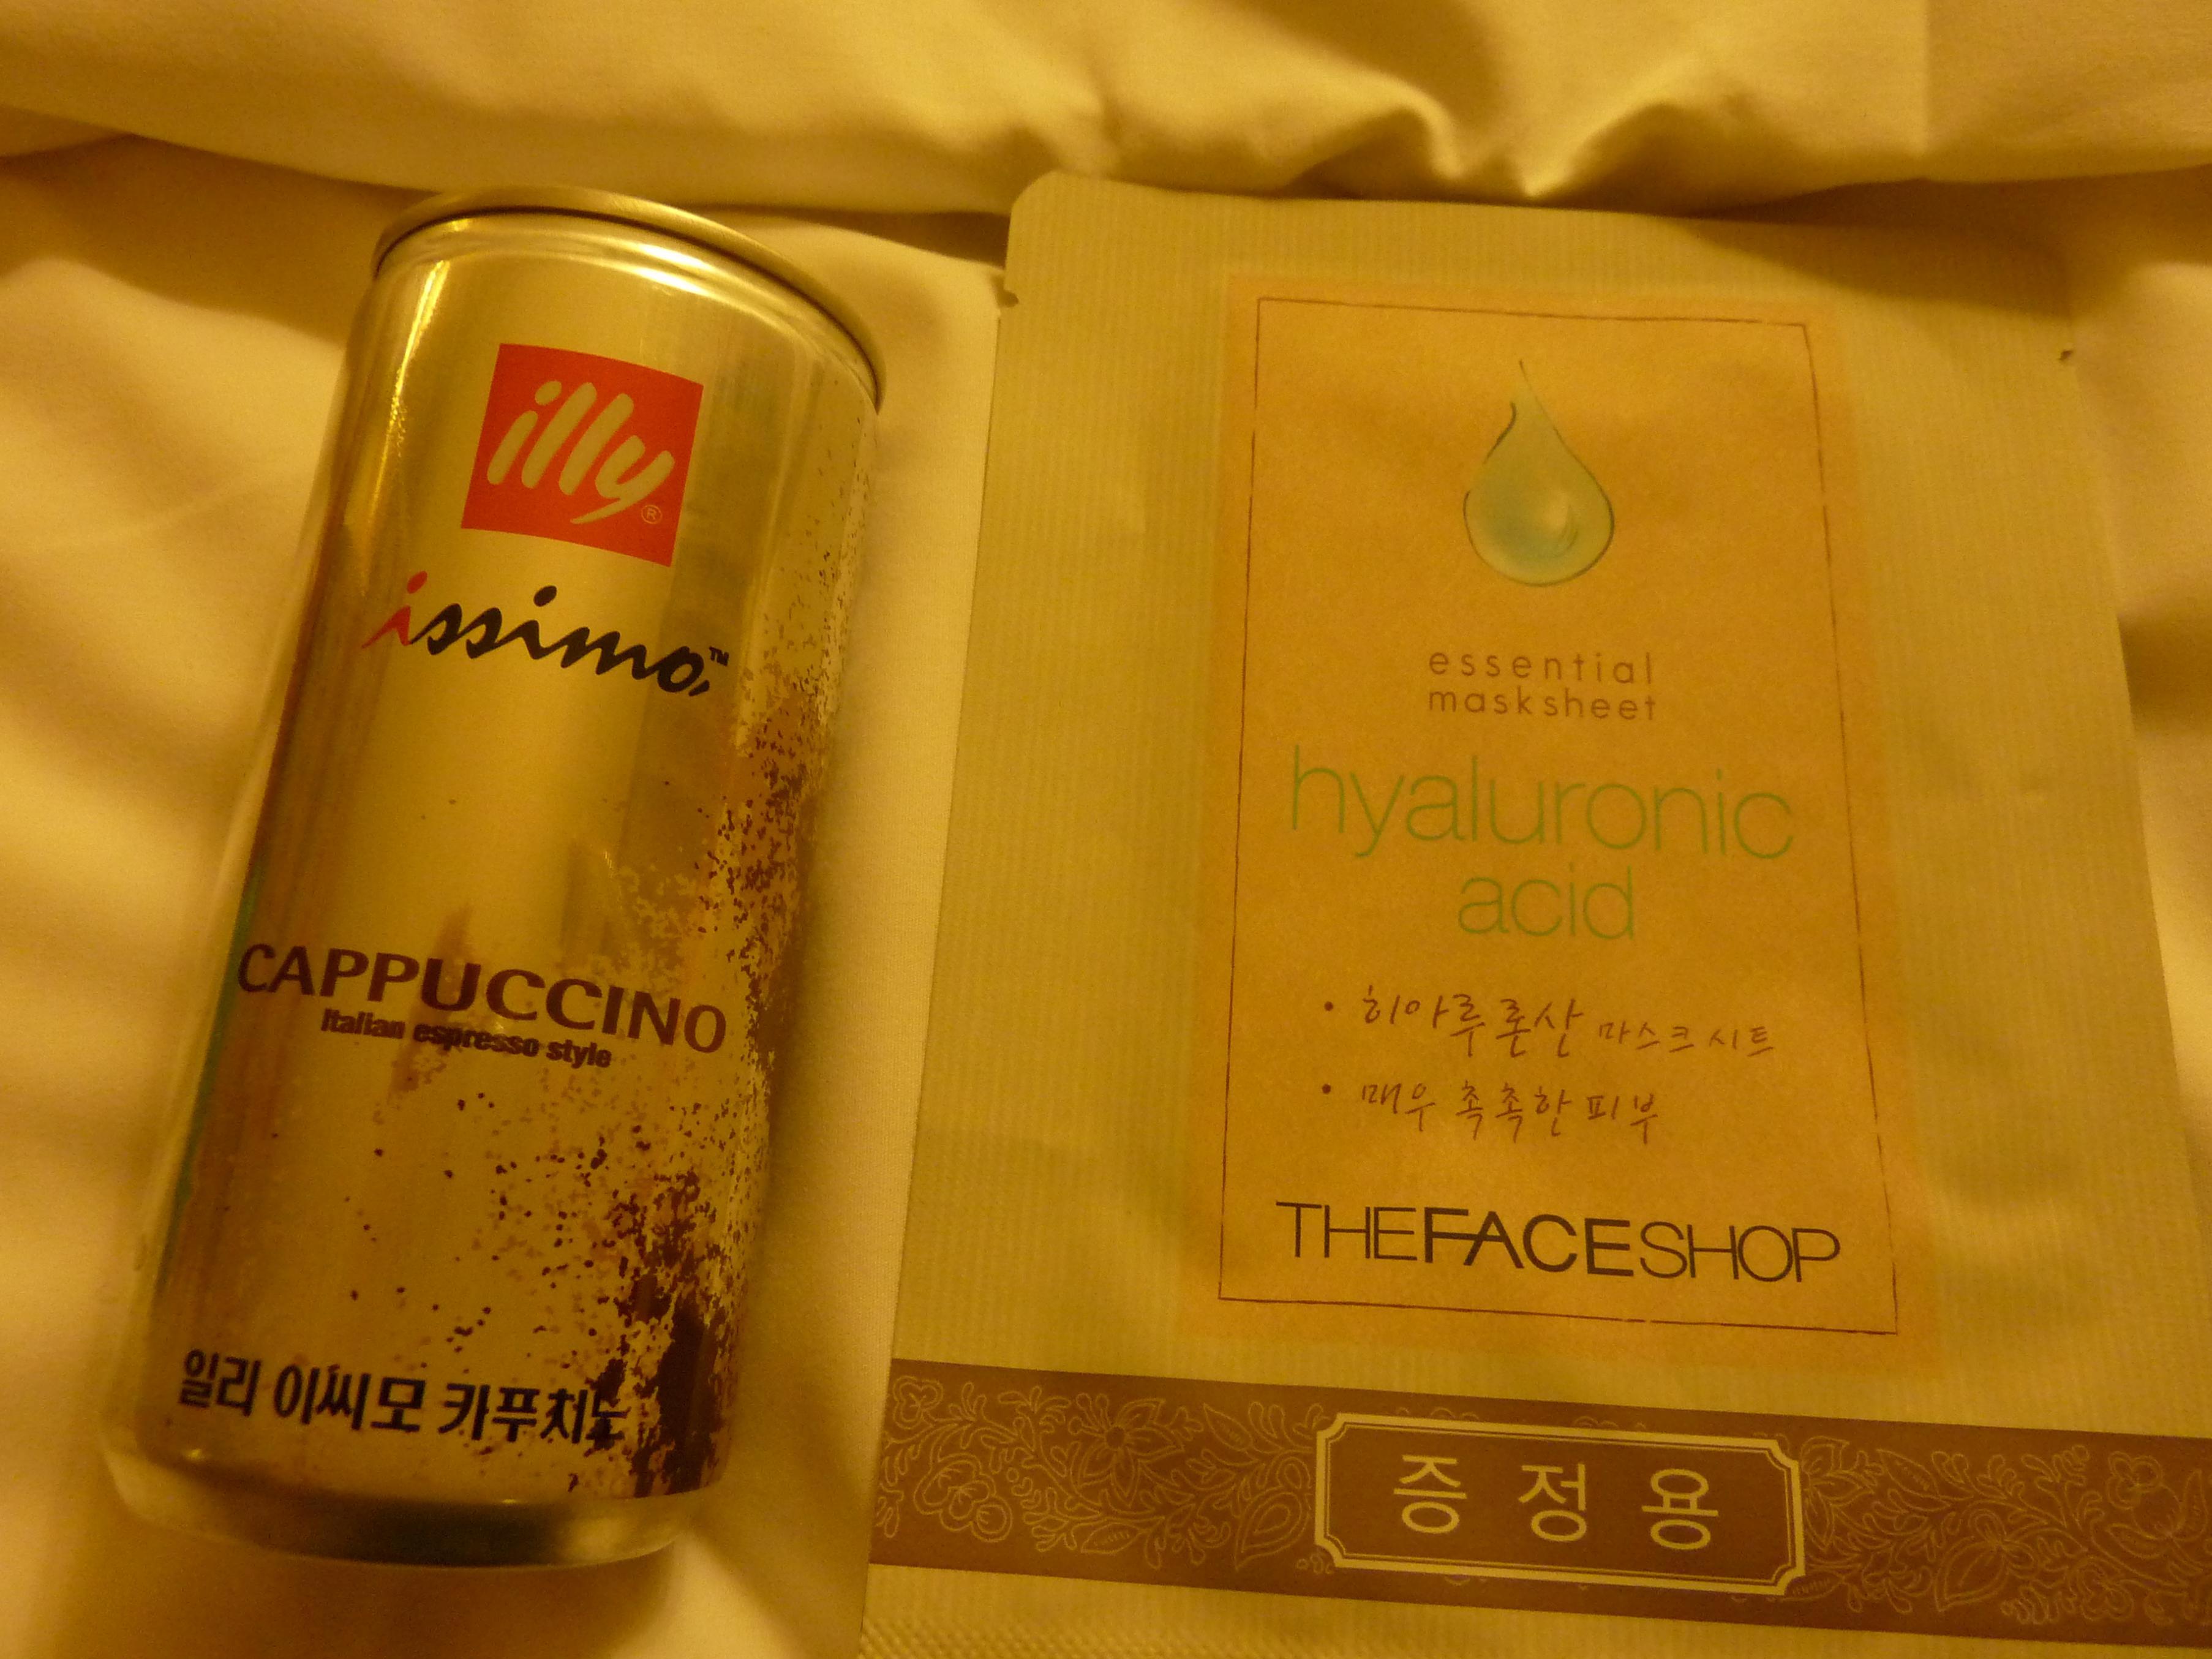 illy®
issimo™
CAPPUCCINO
Italian espresso style
일리 이씨모 카푸치노
essential
masksheet
hyaluronic
acid
• 히아루론산 마스크시트
• 매우 촉촉한 피부
THEFACESHOP
증정용